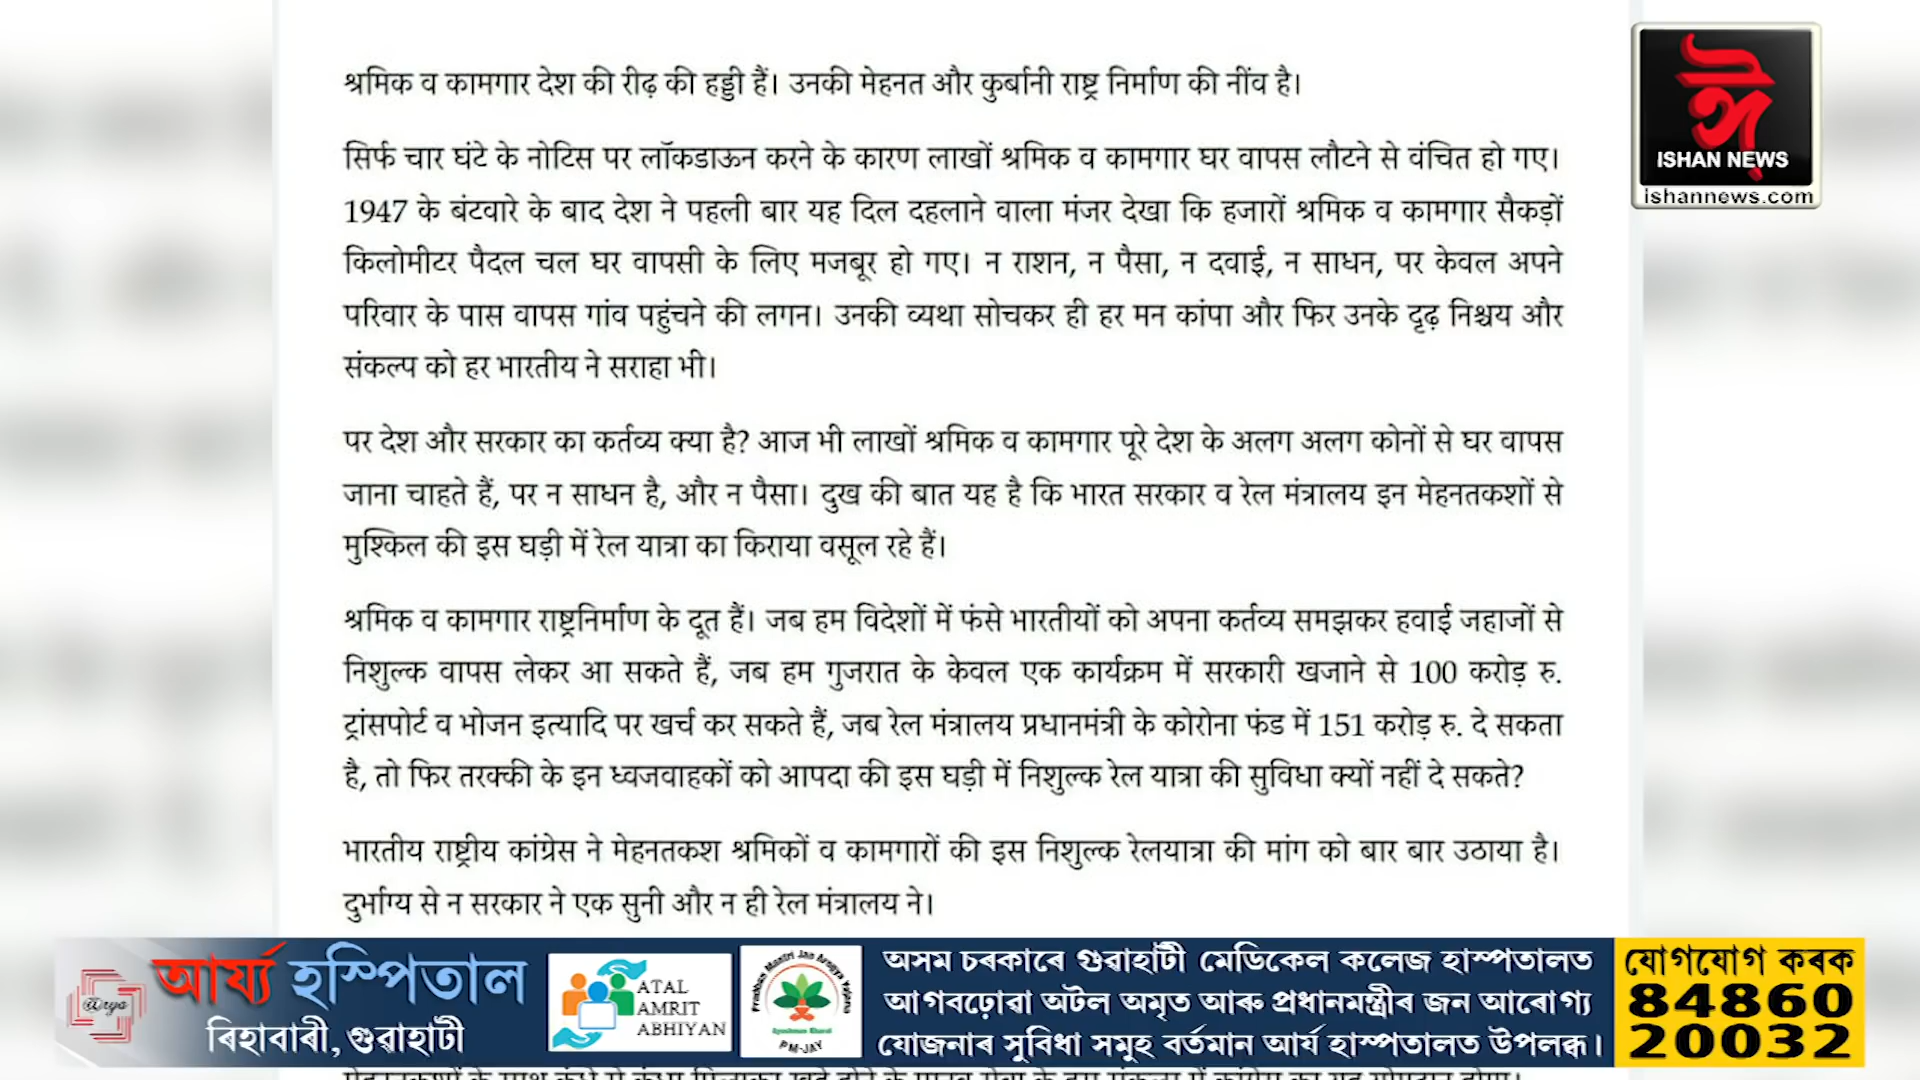 श्रमिक व कामगार देश की रीढ़ की हड्डी हैं। उनकी मेहनत और कुर्बानी राष्ट्र निर्माण की नींव है।
सिर्फ चार घंटे के नोटिस पर लॉकडाऊन करने के कारण लाखों श्रमिक व कामगार घर वापस लौटने से वंचित हो गए।
1947 के बंटवारे के बाद देश ने पहली बार यह दिल दहलाने वाला मंजर देखा कि हजारों श्रमिक व कामगार सैकड़ों
किलोमीटर पैदल चल घर वापसी के लिए मजबूर हो गए। न राशन, न पैसा, न दवाई, न साधन, पर केवल अपने
परिवार के पास वापस गांव पहुंचने की लगन। उनकी व्यथा सोचकर ही हर मन कांपा और फिर उनके दृढ़ निश्चय और
संकल्प को हर भारतीय ने सराहा भी।
पर देश और सरकार का कर्तव्य क्या है? आज भी लाखों श्रमिक व कामगार पूरे देश के अलग अलग कोनों से घर वापस
जाना चाहते हैं, पर न साधन है, और न पैसा। दुख की बात यह है कि भारत सरकार व रेल मंत्रालय इन मेहनतकशों से
मुश्किल की इस घड़ी में रेल यात्रा का किराया वसूल रहे हैं।
श्रमिक व कामगार राष्ट्रनिर्माण के दूत हैं। जब हम विदेशों में फंसे भारतीयों को अपना कर्तव्य समझकर हवाई जहाजों से
निशुल्क वापस लेकर आ सकते हैं, जब हम गुजरात के केवल एक कार्यक्रम में सरकारी खजाने से 100 करोड़ रु.
ट्रांसपोर्ट व भोजन इत्यादि पर खर्च कर सकते हैं, जब रेल मंत्रालय प्रधानमंत्री के कोरोना फंड में 151 करोड़ रु. दे सकता
है, तो फिर तरक्की के इन ध्वजवाहकों को आपदा की इस घड़ी में निशुल्क रेल यात्रा की सुविधा क्यों नहीं दे सकते?
भारतीय राष्ट्रीय कांग्रेस ने मेहनतकश श्रमिकों व कामगारों की इस निशुल्क रेलयात्रा की मांग को बार बार उठाया है।
दुर्भाग्य से न सरकार ने एक सुनी और न ही रेल मंत्रालय ने।
ঈ
ISHAN NEWS
ishannews.com
Arya
আৰ্য্য হস্পিতাল
ৰিহাবাৰী, গুৱাহাটী
ATAL
AMRIT
ABHIYAN
Pradhan Mantri Jan Arogya Yojana
Ayushman Bharat
PM-JAY
অসম চৰকাৰে গুৱাহাটী মেডিকেল কলেজ হাস্পতালত
আগবঢ়োৱা অটল অমৃত আৰু প্ৰধানমন্ত্ৰীৰ জন আৰোগ্য
যোজনাৰ সুবিধা সমুহ বৰ্তমান আৰ্য হাস্পতালত উপলব্ধ।
যোগযোগ কৰক
84860
20032